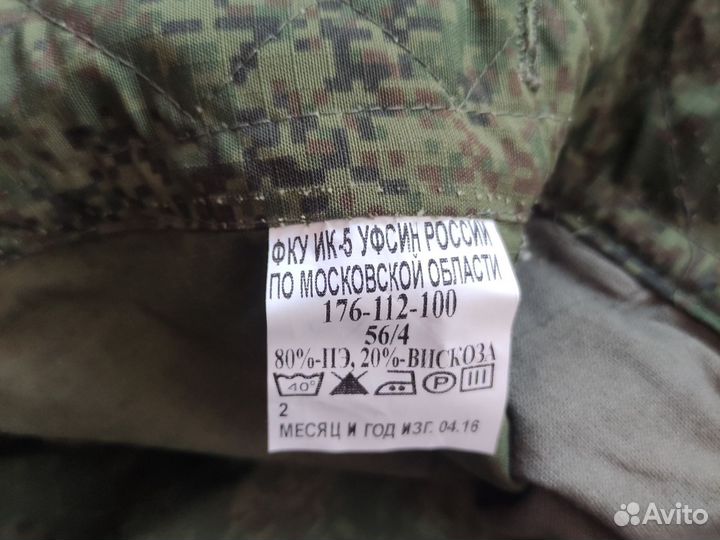 ФКУ ИК-5 УФСИН РОССИИ
ПО МОСКОВСКОЙ ОБЛАСТИ
176-112-100
56/4
80%-ПЭ, 20%-ВИСКОЗА
40° P
2
МЕСЯЦ И ГОД ИЗГ. 04.16
Avito